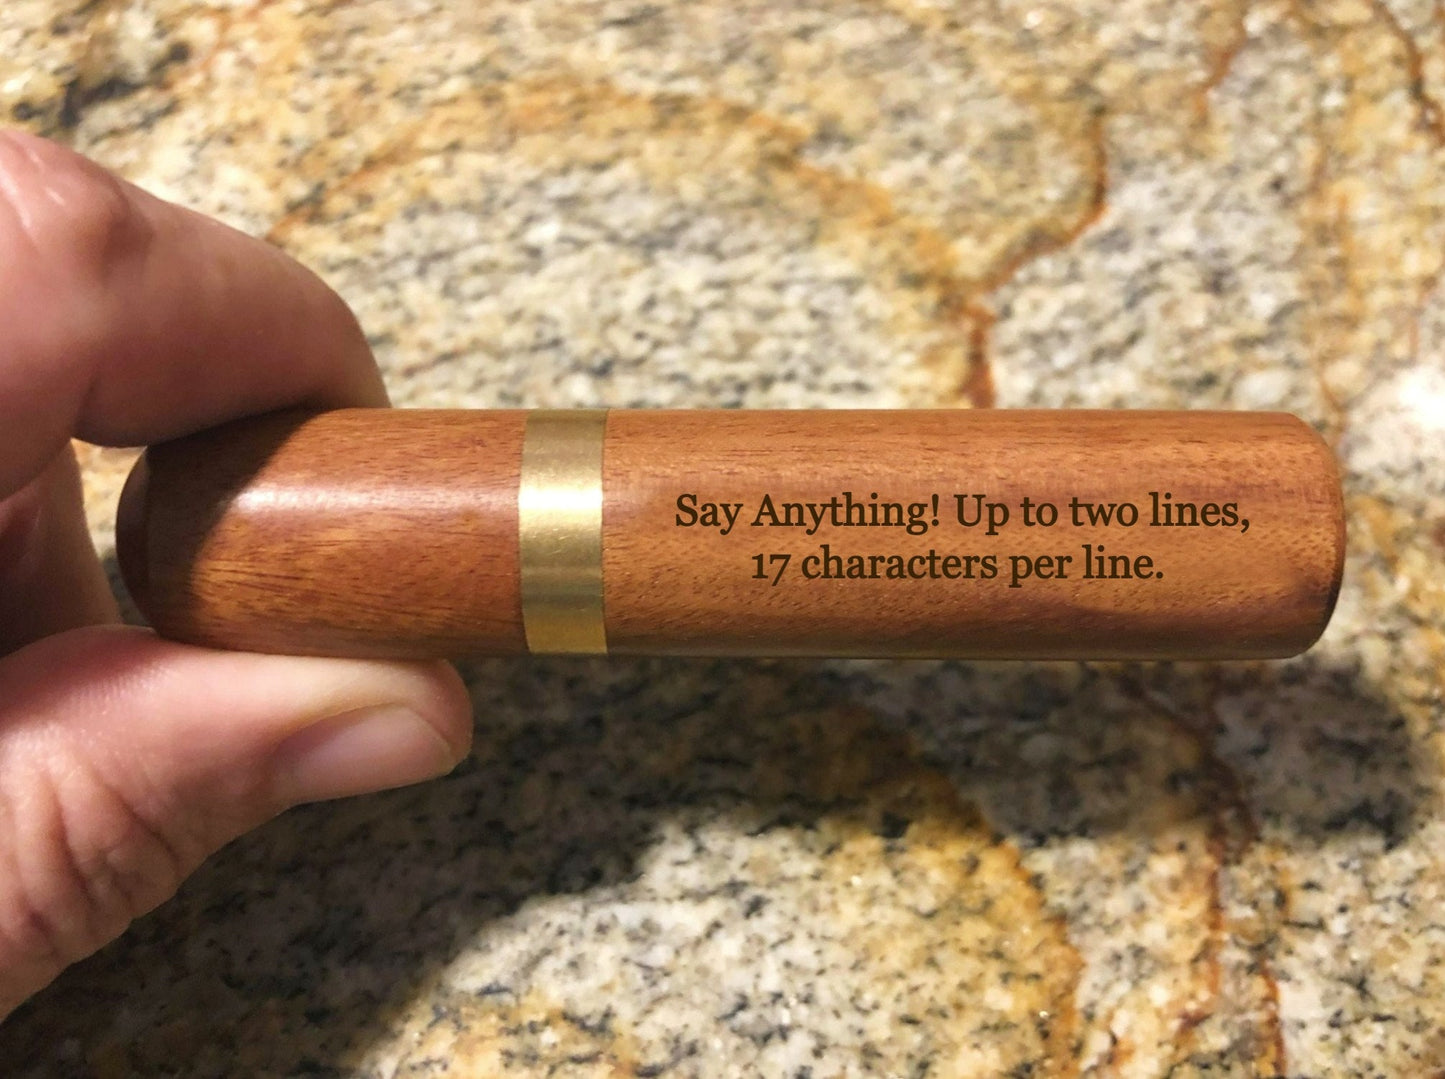 Say Anything! Up to two lines,
17 characters per line.